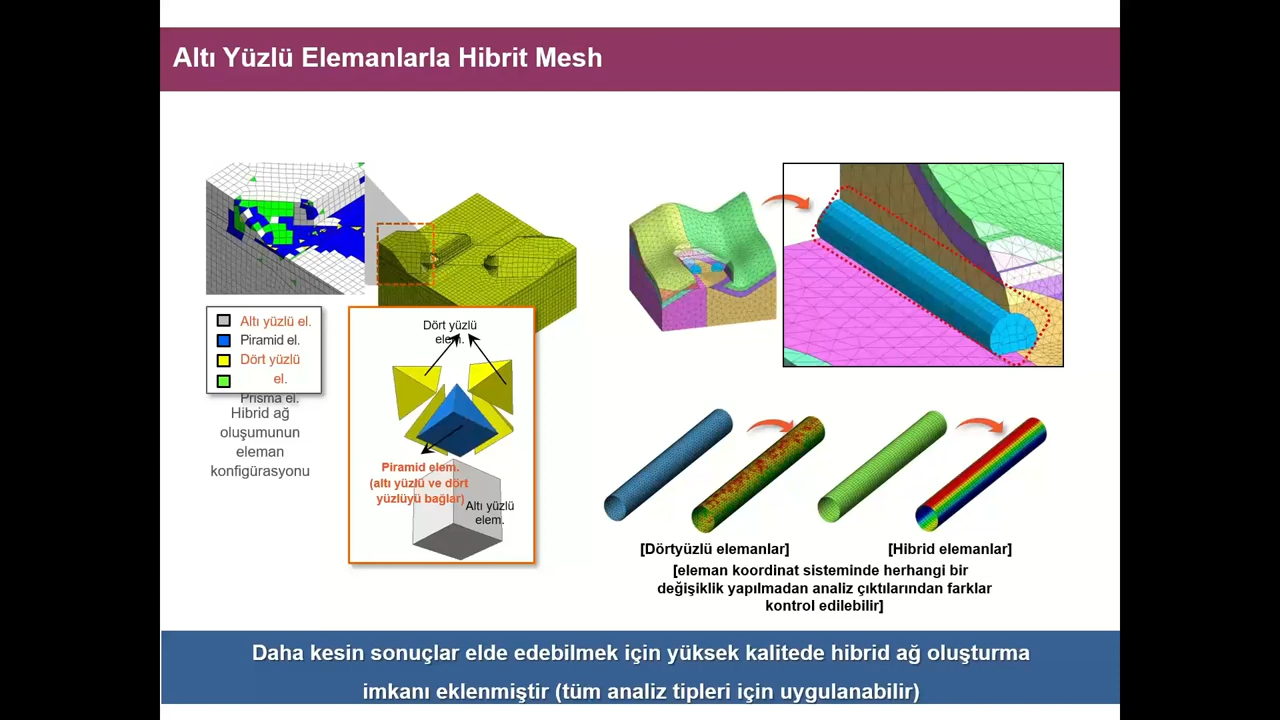 Altı Yüzlü Elemanlarla Hibrit Mesh
Altı yüzlü el.
Piramid el.
Dört yüzlü
el.
Prisma el.
Hibrid ağ
oluşumunun
eleman
konfigürasyonu
Dört yüzlü
elem.
Piramid elem.
(altı yüzlü ve dört
yüzlüyü bağlar)
Altı yüzlü
elem.
[Dörtyüzlü elemanlar]
[Hibrid elemanlar]
[eleman koordinat sisteminde herhangi bir
değişiklik yapılmadan analiz çıktılarından farklar
kontrol edilebilir]
Daha kesin sonuçlar elde edebilmek için yüksek kalitede hibrid ağ oluşturma
imkanı eklenmiştir (tüm analiz tipleri için uygulanabilir)